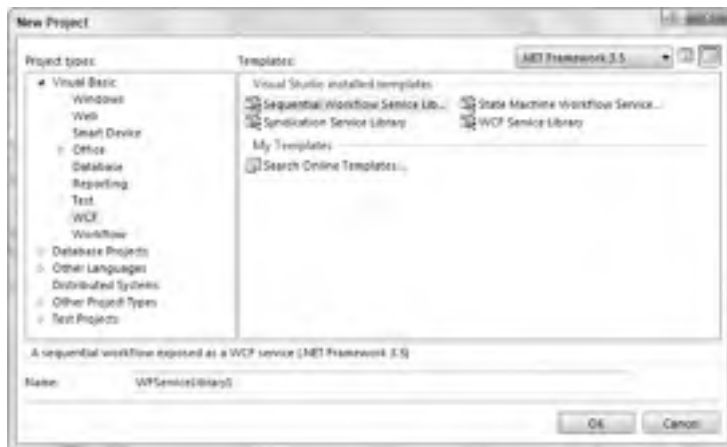 New Project
Project types:
Templates:
.NET Framework 3.5
Visual Basic
Windows
Web
Smart Device
Office
Database
Reporting
Test
WCF
Workflow
Database Projects
Other Languages
Distributed Systems
Other Project Types
Test Projects
Visual Studio installed templates
Sequential Workflow Service Lib...
State Machine Workflow Service...
Syndication Service Library
WCF Service Library
My Templates
Search Online Templates...
A sequential workflow exposed as a WCF service (.NET Framework 3.5)
Name:
WFServiceLibrary1
OK
Cancel